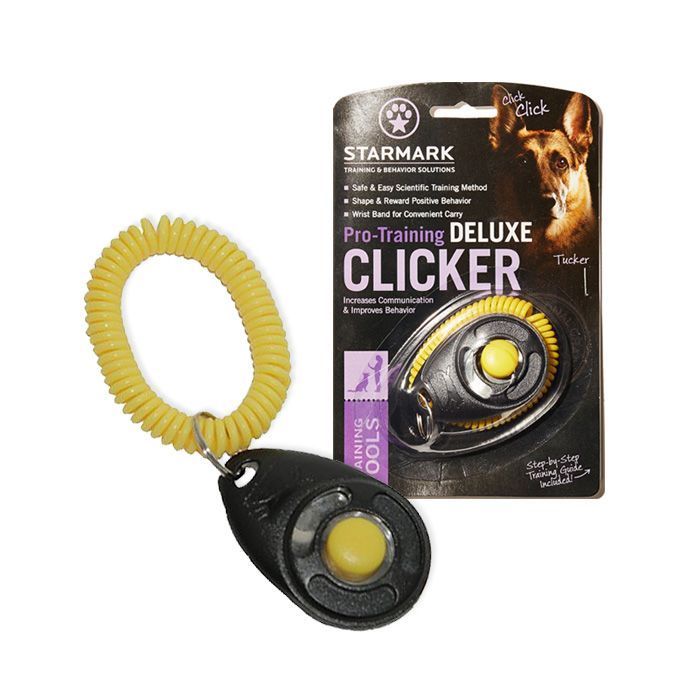 Click
Click
STARMARK
TRAINING & BEHAVIOR SOLUTIONS
Safe & Easy Scientific Training Method
Shape & Reward Positive Behavior
Wrist Band for Convenient Carry
Pro-Training DELUXE
CLICKER
Increases Communication
& Improves Behavior
Tucker
AINING
OOLS
Step-by-Step
Training Guide
Included!